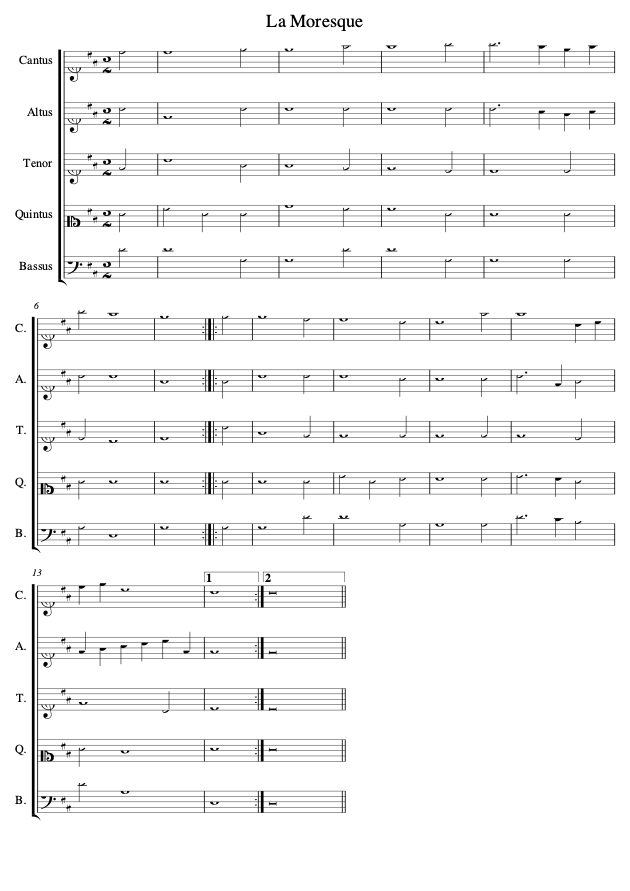 La Moresque
Cantus
Altus
Tenor
Quintus
Bassus
6
C.
A.
T.
Q.
B.
13
1
2
C.
A.
T.
Q.
B.